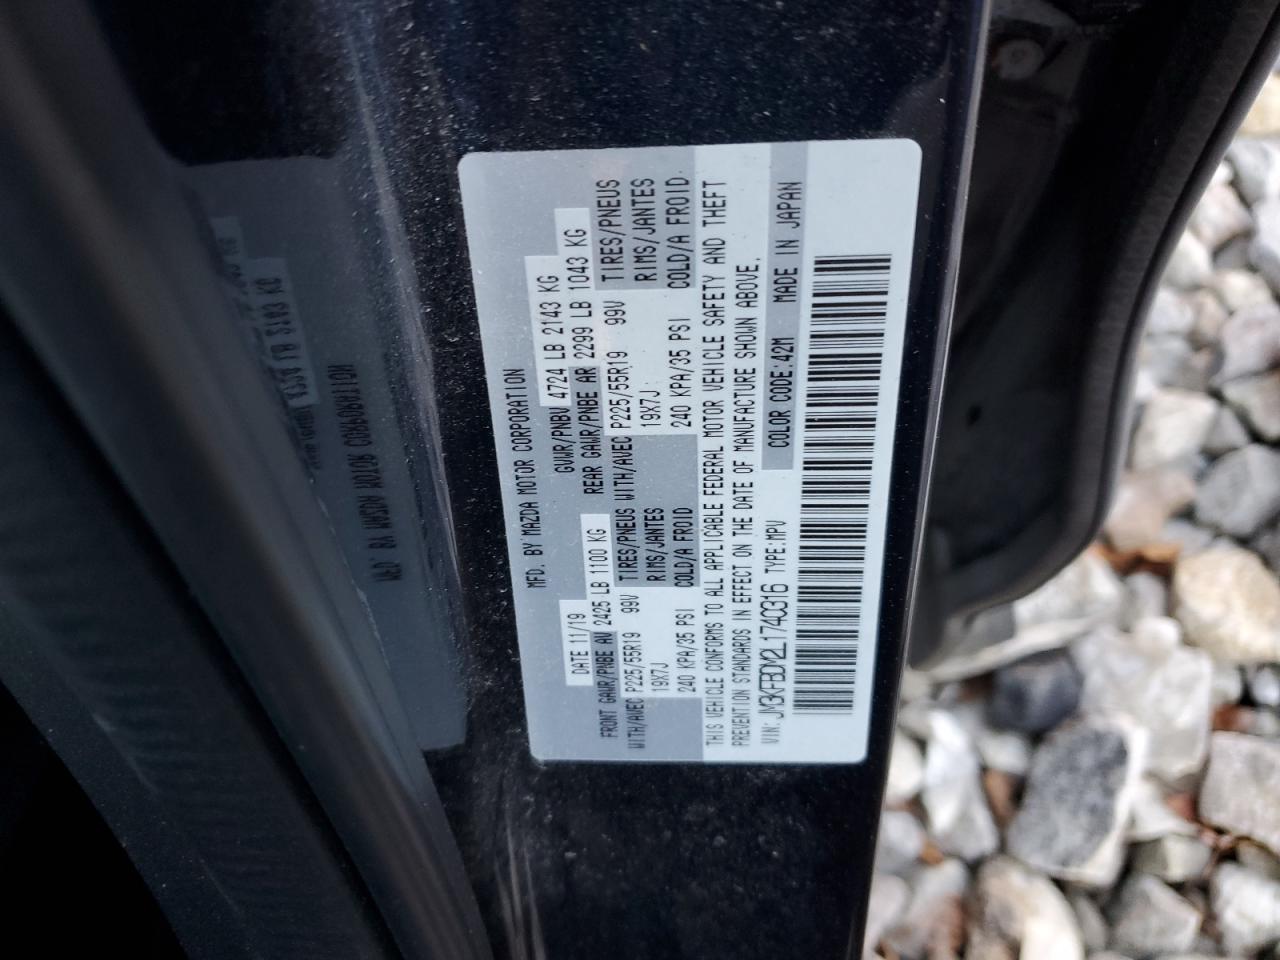 MFD. BY MAZDA MOTOR CORPORATION
DATE 11/19 GVWR/PNBV 4724 LB 2143 KG
FRONT GAWR/PNBE AV 2425 LB 1100 KG REAR GAWR/PNBE AR 2299 LB 1043 KG
WITH/AVEC P225/55R19 99V TIRES/PNEUS WITH/AVEC P225/55R19 99V TIRES/PNEUS
19X7J RIMS/JANTES 19X7J RIMS/JANTES
240 KPA/35 PSI COLD/A FROID 240 KPA/35 PSI COLD/A FROID
THIS VEHICLE CONFORMS TO ALL APPLICABLE FEDERAL MOTOR VEHICLE SAFETY AND THEFT
PREVENTION STANDARDS IN EFFECT ON THE DATE OF MANUFACTURE SHOWN ABOVE.
VIN: JM3KFBDM2L1740316 TYPE:MPV COLOR CODE:42M MADE IN JAPAN